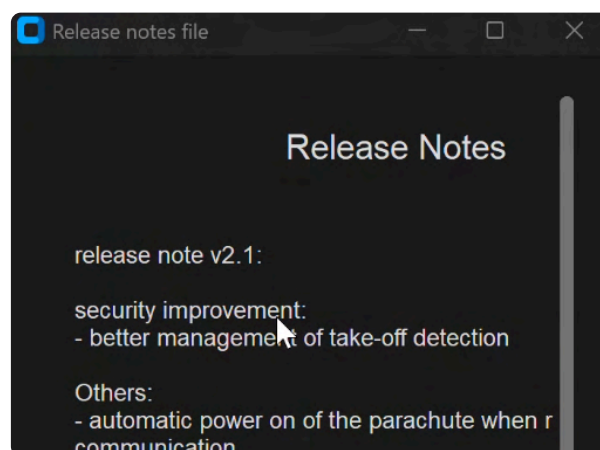 Release notes file
Release Notes
release note v2.1:
security improvement:
- better management of take-off detection
Others:
- automatic power on of the parachute when r
communication